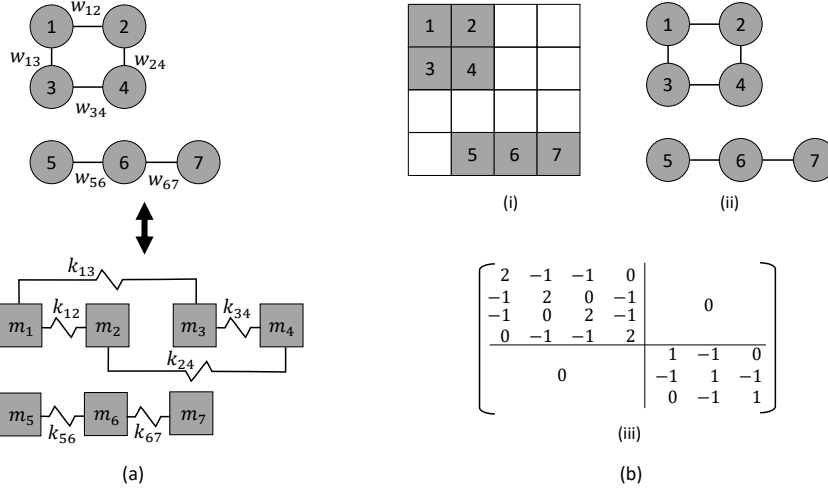 1 w₁₂ 2
w₁₃ w₂₄
3 4
w₃₄
5 6 7
w₅₆ w₆₇
k₁₃
k₁₂ k₃₄
m₁ m₂ m₃ m₄
k₂₄
m₅ m₆ m₇
k₅₆ k₆₇
(a)
1 2
3 4
5 6 7
(i)
1 2
3 4
5 6 7
(ii)
2 −1 −1 0
−1 2 0 −1
−1 0 2 −1
0 −1 −1 2
0
0
1 −1 0
−1 1 −1
0 −1 1
(iii)
(b)